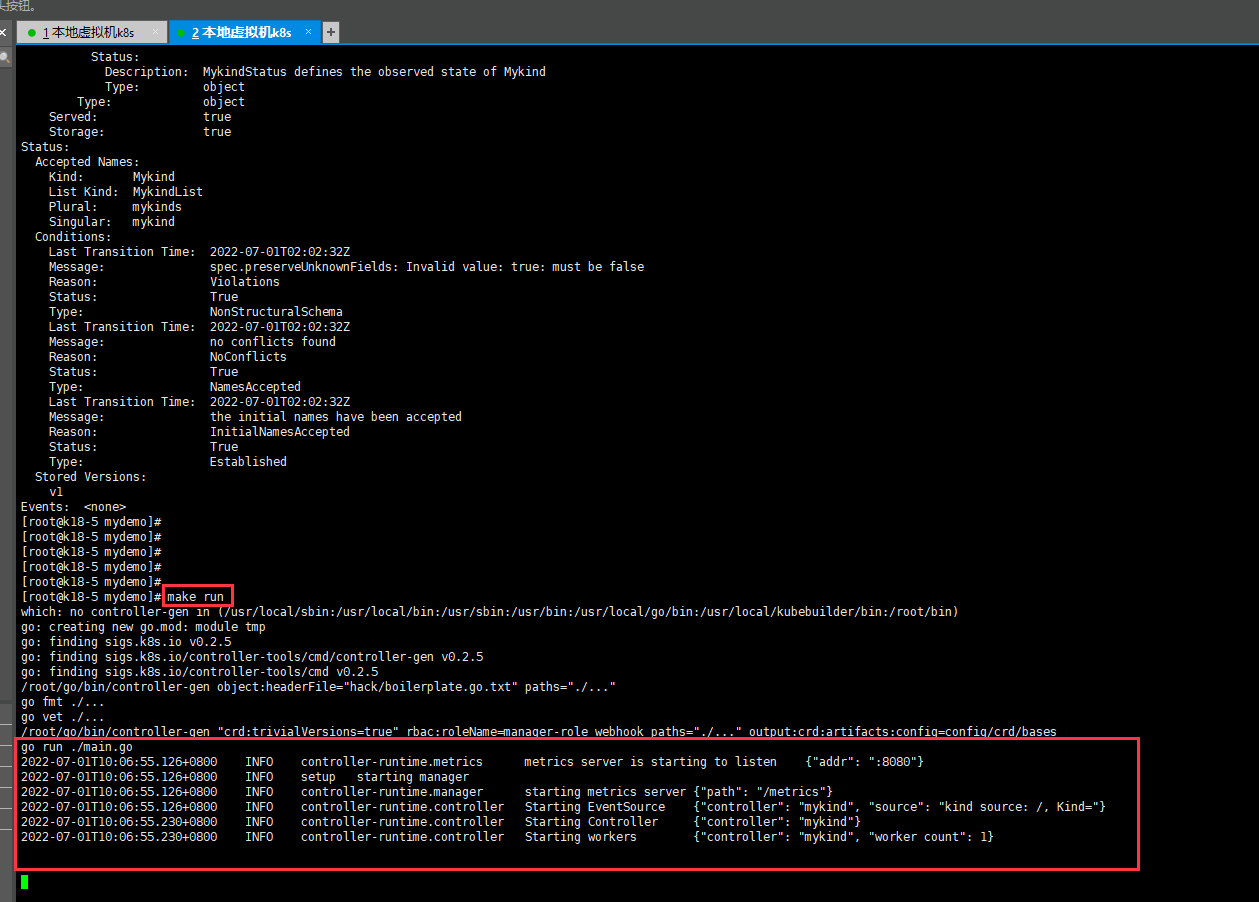 头按钮。
1 本地虚拟机k8s × 2 本地虚拟机k8s × +
Status:
Description:  MykindStatus defines the observed state of Mykind
Type:         object
Type:             object
Served:               true
Storage:              true
Status:
Accepted Names:
Kind:       Mykind
List Kind:  MykindList
Plural:     mykinds
Singular:   mykind
Conditions:
Last Transition Time:  2022-07-01T02:02:32Z
Message:               spec.preserveUnknownFields: Invalid value: true: must be false
Reason:                Violations
Status:                True
Type:                  NonStructuralSchema
Last Transition Time:  2022-07-01T02:02:32Z
Message:               no conflicts found
Reason:                NoConflicts
Status:                True
Type:                  NamesAccepted
Last Transition Time:  2022-07-01T02:02:32Z
Message:               the initial names have been accepted
Reason:                InitialNamesAccepted
Status:                True
Type:                  Established
Stored Versions:
v1
Events:  <none>
[root@k18-5 mydemo]#
[root@k18-5 mydemo]#
[root@k18-5 mydemo]#
[root@k18-5 mydemo]#
[root@k18-5 mydemo]#
[root@k18-5 mydemo]# make run
which: no controller-gen in (/usr/local/sbin:/usr/local/bin:/usr/sbin:/usr/bin:/usr/local/go/bin:/usr/local/kubebuilder/bin:/root/bin)
go: creating new go.mod: module tmp
go: finding sigs.k8s.io v0.2.5
go: finding sigs.k8s.io/controller-tools/cmd/controller-gen v0.2.5
go: finding sigs.k8s.io/controller-tools/cmd v0.2.5
/root/go/bin/controller-gen object:headerFile="hack/boilerplate.go.txt" paths="./..."
go fmt ./...
go vet ./...
/root/go/bin/controller-gen "crd:trivialVersions=true" rbac:roleName=manager-role webhook paths="./..." output:crd:artifacts:config=config/crd/bases
go run ./main.go
2022-07-01T10:06:55.126+0800    INFO    controller-runtime.metrics      metrics server is starting to listen    {"addr": ":8080"}
2022-07-01T10:06:55.126+0800    INFO    setup   starting manager
2022-07-01T10:06:55.126+0800    INFO    controller-runtime.manager      starting metrics server {"path": "/metrics"}
2022-07-01T10:06:55.126+0800    INFO    controller-runtime.controller   Starting EventSource    {"controller": "mykind", "source": "kind source: /, Kind="}
2022-07-01T10:06:55.230+0800    INFO    controller-runtime.controller   Starting Controller     {"controller": "mykind"}
2022-07-01T10:06:55.230+0800    INFO    controller-runtime.controller   Starting workers        {"controller": "mykind", "worker count": 1}